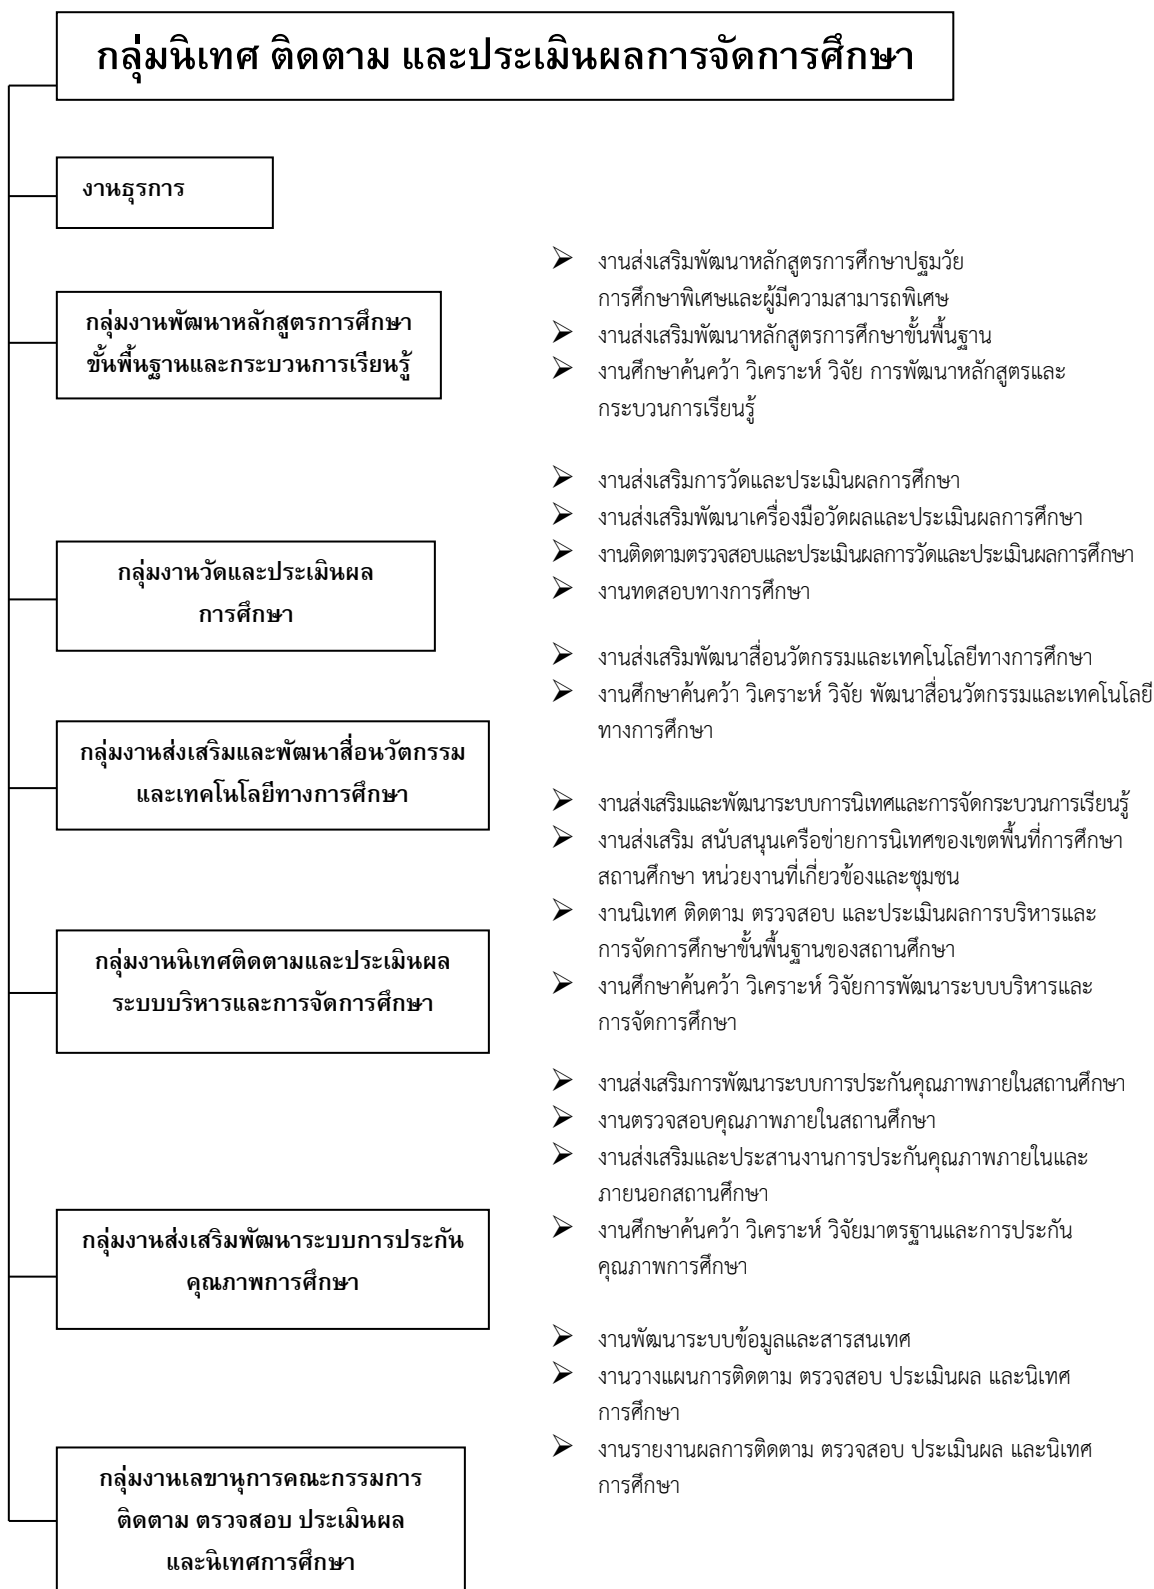 กลุ่มนิเทศ ติดตาม และประเมินผลการจัดการศึกษา
งานธุรการ
กลุ่มงานพัฒนาหลักสูตรการศึกษา
ขั้นพื้นฐานและกระบวนการเรียนรู้
งานส่งเสริมพัฒนาหลักสูตรการศึกษาปฐมวัย
การศึกษาพิเศษและผู้มีความสามารถพิเศษ
งานส่งเสริมพัฒนาหลักสูตรการศึกษาขั้นพื้นฐาน
งานศึกษาค้นคว้า วิเคราะห์ วิจัย การพัฒนาหลักสูตรและ
กระบวนการเรียนรู้
กลุ่มงานวัดและประเมินผล
การศึกษา
งานส่งเสริมการวัดและประเมินผลการศึกษา
งานส่งเสริมพัฒนาเครื่องมือวัดผลและประเมินผลการศึกษา
งานติดตามตรวจสอบและประเมินผลการวัดและประเมินผลการศึกษา
งานทดสอบทางการศึกษา
กลุ่มงานส่งเสริมและพัฒนาสื่อนวัตกรรม
และเทคโนโลยีทางการศึกษา
งานส่งเสริมพัฒนาสื่อนวัตกรรมและเทคโนโลยีทางการศึกษา
งานศึกษาค้นคว้า วิเคราะห์ วิจัย พัฒนาสื่อนวัตกรรมและเทคโนโลยี
ทางการศึกษา
กลุ่มงานนิเทศติดตามและประเมินผล
ระบบบริหารและการจัดการศึกษา
งานส่งเสริมและพัฒนาระบบการนิเทศและการจัดกระบวนการเรียนรู้
งานส่งเสริม สนับสนุนเครือข่ายการนิเทศของเขตพื้นที่การศึกษา
สถานศึกษา หน่วยงานที่เกี่ยวข้องและชุมชน
งานนิเทศ ติดตาม ตรวจสอบ และประเมินผลการบริหารและ
การจัดการศึกษาขั้นพื้นฐานของสถานศึกษา
งานศึกษาค้นคว้า วิเคราะห์ วิจัยการพัฒนาระบบบริหารและ
การจัดการศึกษา
กลุ่มงานส่งเสริมพัฒนาระบบการประกัน
คุณภาพการศึกษา
งานส่งเสริมการพัฒนาระบบการประกันคุณภาพภายในสถานศึกษา
งานตรวจสอบคุณภาพภายในสถานศึกษา
งานส่งเสริมและประสานงานการประกันคุณภาพภายในและ
ภายนอกสถานศึกษา
งานศึกษาค้นคว้า วิเคราะห์ วิจัยมาตรฐานและการประกัน
คุณภาพการศึกษา
กลุ่มงานเลขานุการคณะกรรมการ
ติดตาม ตรวจสอบ ประเมินผล
และนิเทศการศึกษา
งานพัฒนาระบบข้อมูลและสารสนเทศ
งานวางแผนการติดตาม ตรวจสอบ ประเมินผล และนิเทศ
การศึกษา
งานรายงานผลการติดตาม ตรวจสอบ ประเมินผล และนิเทศ
การศึกษา